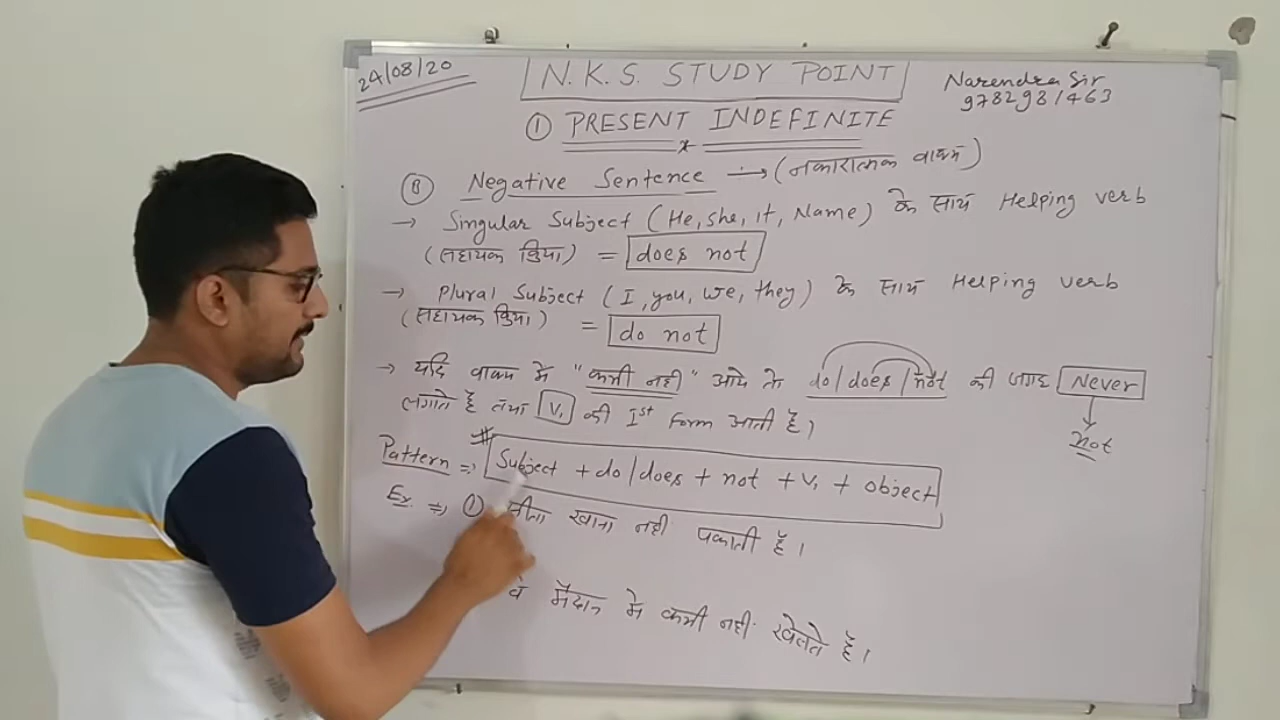 24/08/20
N.K.S. STUDY POINT
Narendra Sir
9782981463
① PRESENT INDEFINITE
Ⓑ Negative Sentence → (नकारात्मक वाक्य)
→ Singular Subject (He, she, it, Name) के साथ Helping verb
(सहायक क्रिया) = does not
→ Plural Subject (I, you, we, they) के साथ Helping verb
(सहायक क्रिया) = do not
→ यदि वाक्य में "कभी नही" आये तो do/does/not की जगह Never
लगाते हैं तथा V₁ की Ist Form आती हैं।
not
Pattern ⇒ # Subject + do/does + not + V₁ + object
Ex. ⇒ ① खाना नही पकाती हैं।
वे मैदान मे कभी नही खेलते हैं।